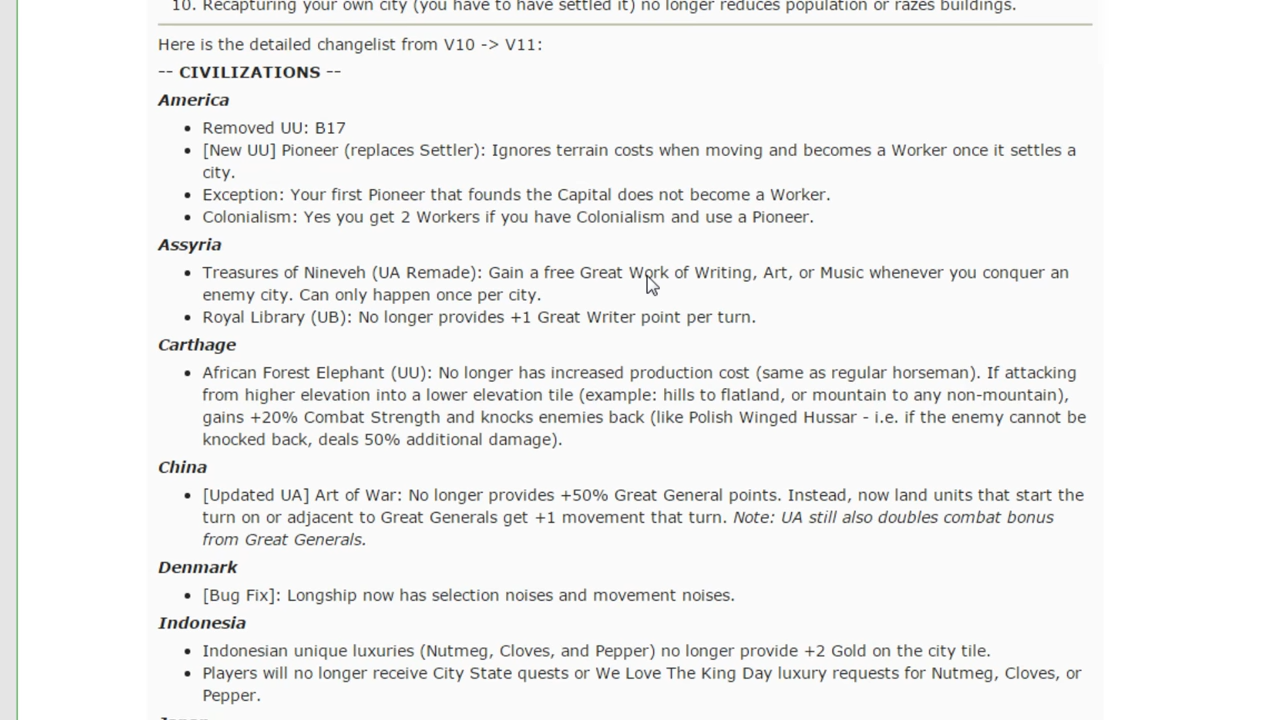 10. Recapturing your own city (you have to have settled it) no longer reduces population or razes buildings.
Here is the detailed changelist from V10 -> V11:
-- CIVILIZATIONS --
America
• Removed UU: B17
• [New UU] Pioneer (replaces Settler): Ignores terrain costs when moving and becomes a Worker once it settles a
city.
• Exception: Your first Pioneer that founds the Capital does not become a Worker.
• Colonialism: Yes you get 2 Workers if you have Colonialism and use a Pioneer.
Assyria
• Treasures of Nineveh (UA Remade): Gain a free Great Work of Writing, Art, or Music whenever you conquer an
enemy city. Can only happen once per city.
• Royal Library (UB): No longer provides +1 Great Writer point per turn.
Carthage
• African Forest Elephant (UU): No longer has increased production cost (same as regular horseman). If attacking
from higher elevation into a lower elevation tile (example: hills to flatland, or mountain to any non-mountain),
gains +20% Combat Strength and knocks enemies back (like Polish Winged Hussar - i.e. if the enemy cannot be
knocked back, deals 50% additional damage).
China
• [Updated UA] Art of War: No longer provides +50% Great General points. Instead, now land units that start the
turn on or adjacent to Great Generals get +1 movement that turn. Note: UA still also doubles combat bonus
from Great Generals.
Denmark
• [Bug Fix]: Longship now has selection noises and movement noises.
Indonesia
• Indonesian unique luxuries (Nutmeg, Cloves, and Pepper) no longer provide +2 Gold on the city tile.
• Players will no longer receive City State quests or We Love The King Day luxury requests for Nutmeg, Cloves, or
Pepper.